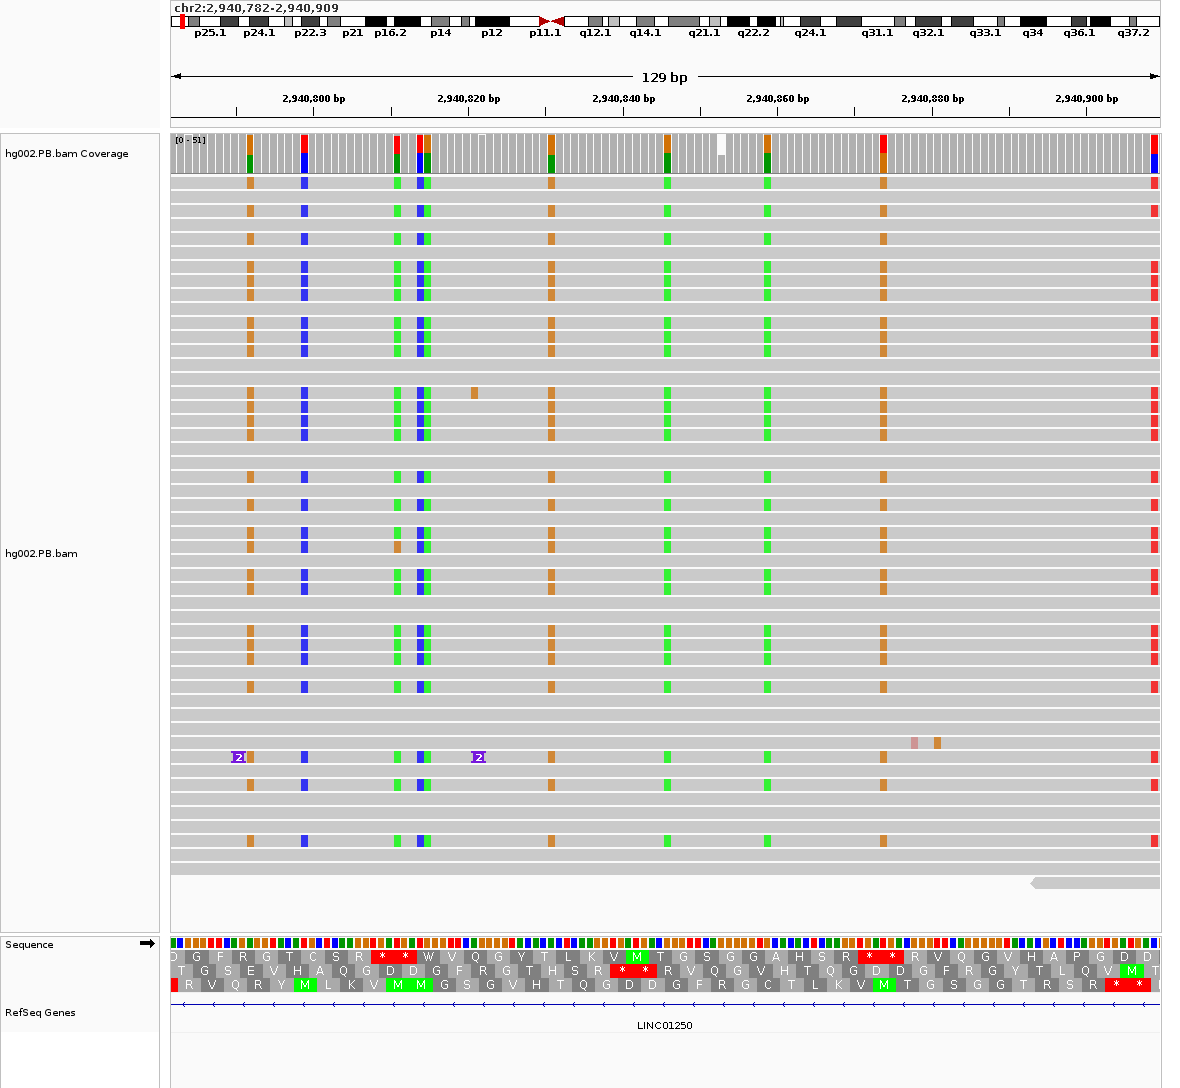 chr2:2,940,782-2,940,909
p25.1 p24.1 p22.3 p21 p16.2 p14 p12 p11.1 q12.1 q14.1 q21.1 q22.2 q24.1 q31.1 q32.1 q33.1 q34 q36.1 q37.2
129 bp
2,940,800 bp 2,940,820 bp 2,940,840 bp 2,940,860 bp 2,940,880 bp 2,940,900 bp
[0 - 51]
hg002.PB.bam Coverage
hg002.PB.bam
2 2
Sequence
D G F R G T C S R * * W V Q G Y T L K V M T G S G G A H S R * * R V Q G V H A P G D D
T G S E V H A Q G D D G F R G T H S R * * R V Q G V H T Q G D D G F R G Y T L Q V M T
R V Q R Y M L K V M M G S G V H T Q G D D G F R G C T L K V M T G S G G T R S R * *
RefSeq Genes
LINC01250